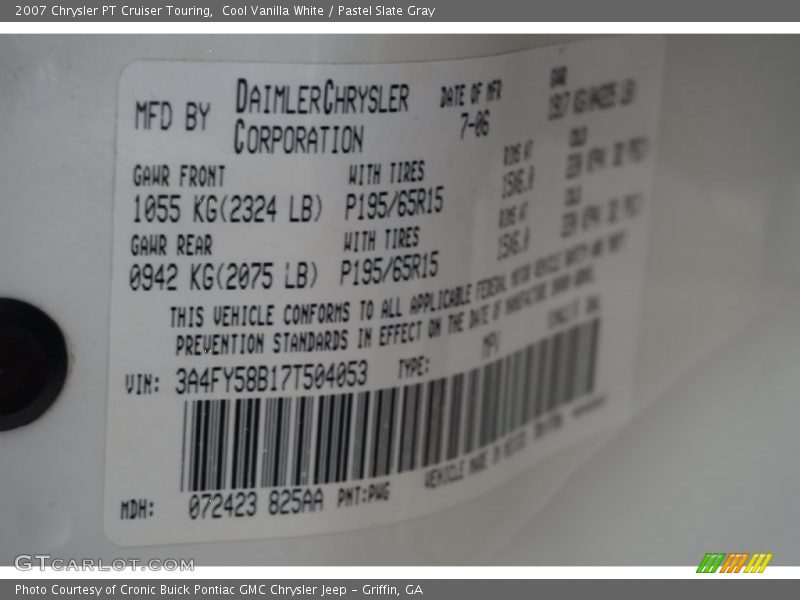 2007 Chrysler PT Cruiser Touring,  Cool Vanilla White / Pastel Slate Gray
MFD BY DAIMLERCHRYSLER CORPORATION
DATE OF MFR
7-06
GAWR FRONT WITH TIRES
1055 KG(2324 LB) P195/65R15
GAWR REAR WITH TIRES
0942 KG(2075 LB) P195/65R15
THIS VEHICLE CONFORMS TO ALL APPLICABLE FEDERAL MOTOR VEHICLE SAFETY AND THEFT
PREVENTION STANDARDS IN EFFECT ON THE DATE OF MANUFACTURE SHOWN ABOVE.
VIN: 3A4FY58B17T504053 TYPE: MPV
MDH: 072423 825AA PNT:PWG
VEHICLE MADE IN MEXICO
GTCARLOT.COM
Photo Courtesy of Cronic Buick Pontiac GMC Chrysler Jeep - Griffin, GA